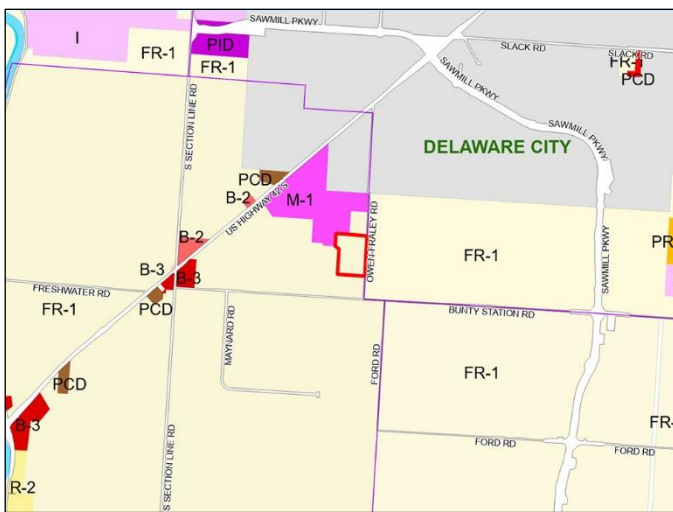 SAWMILL PKWY
I
FR-1
PID
FR-1
SLACK RD
SLACK RD
FR-1
PCD
SAWMILL PKWY
SAWMILL PKWY
S SECTION LINE RD
DELAWARE CITY
PCD
B-2
M-1
US HIGHWAY 42 S
OWEN-FRALEY RD
FR-1
SAWMILL PKWY
PR
B-2
B-3
B-3
FRESHWATER RD
PCD
FR-1
BUNTY STATION RD
MAYNARD RD
FORD RD
FR-1
FR-1
PCD
B-3
S SECTION LINE RD
FR-
FORD RD
FORD RD
R-2